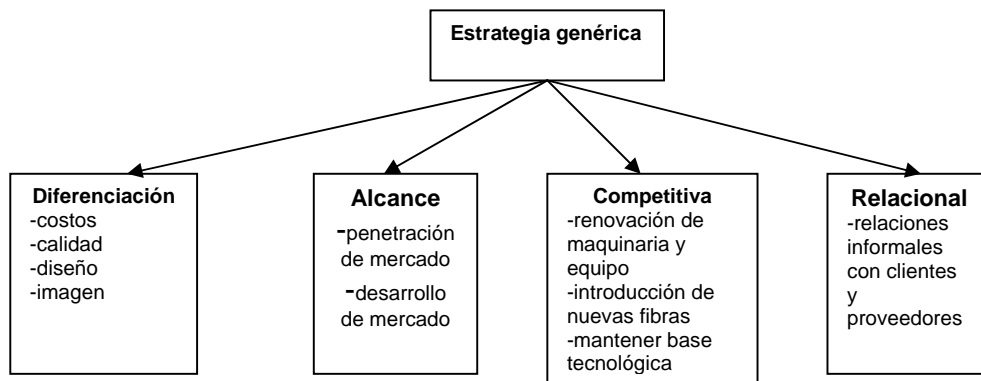 Estrategia genérica
Diferenciación
-costos
-calidad
-diseño
-imagen
Alcance
-penetración
de mercado
-desarrollo
de mercado
Competitiva
-renovación de
maquinaria y
equipo
-introducción de
nuevas fibras
-mantener base
tecnológica
Relacional
-relaciones
informales
con clientes
y
proveedores